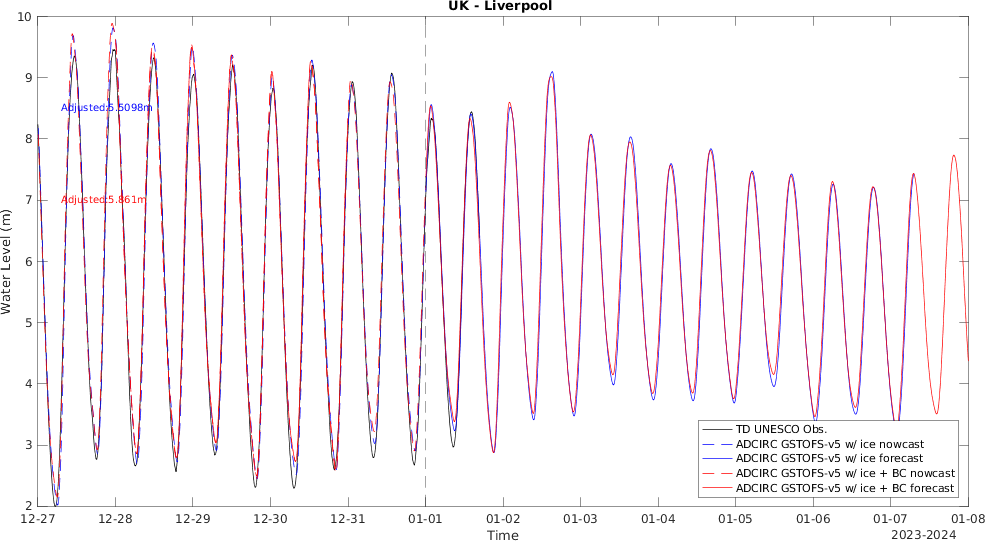 UK - Liverpool
10
9
8
7
6
5
4
3
2
Water Level (m)
Adjusted:5.5098m
Adjusted:5.861m
TD UNESCO Obs.
ADCIRC GSTOFS-v5 w/ ice nowcast
ADCIRC GSTOFS-v5 w/ ice forecast
ADCIRC GSTOFS-v5 w/ ice + BC nowcast
ADCIRC GSTOFS-v5 w/ ice + BC forecast
12-27 12-28 12-29 12-30 12-31 01-01 01-02 01-03 01-04 01-05 01-06 01-07 01-08
Time
2023-2024